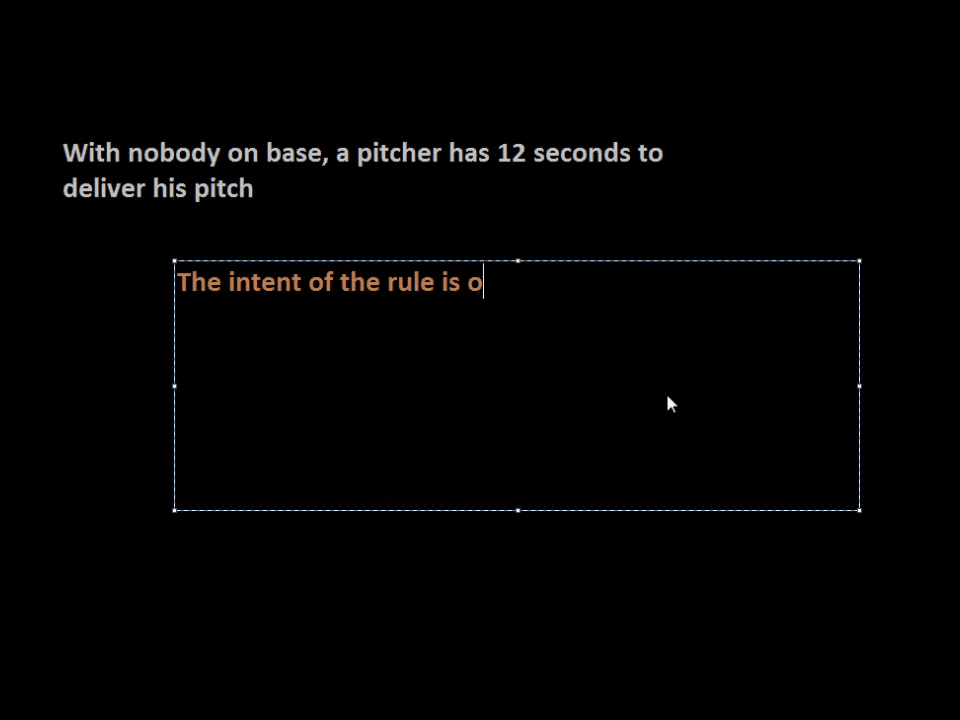 With nobody on base, a pitcher has 12 seconds to
deliver his pitch
The intent of the rule is o